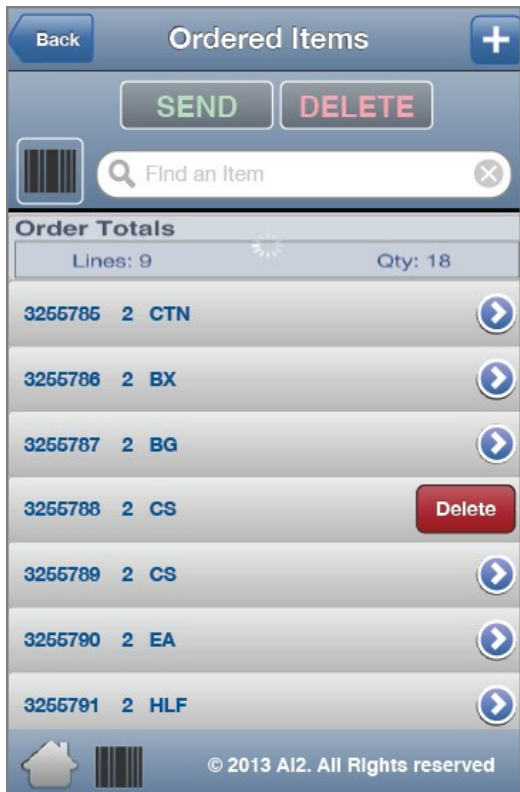 Back Ordered Items +
SEND DELETE
FInd an Item
Order Totals
Lines: 9 Qty: 18
3255785 2 CTN
3255786 2 BX
3255787 2 BG
3255788 2 CS Delete
3255789 2 CS
3255790 2 EA
3255791 2 HLF
© 2013 AI2. All Rights reserved